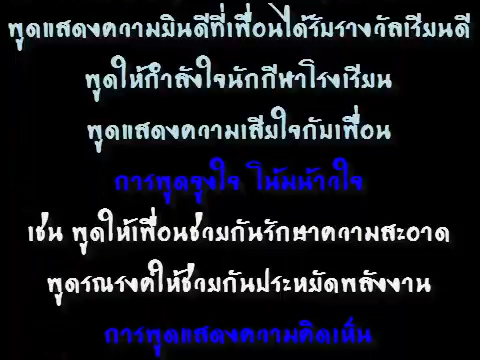 พูดแสดงความยินดีที่เพื่อนได้รับรางวัลเรียนดี
พูดให้กำลังใจนักกีฬาโรงเรียน
พูดแสดงความเสียใจกับเพื่อน
การพูดจูงใจ โน้มน้าวใจ
เช่น พูดให้เพื่อนช่วยกันรักษาความสะอาด
พูดรณรงค์ให้ช่วยกันประหยัดพลังงาน
การพูดแสดงความคิดเห็น